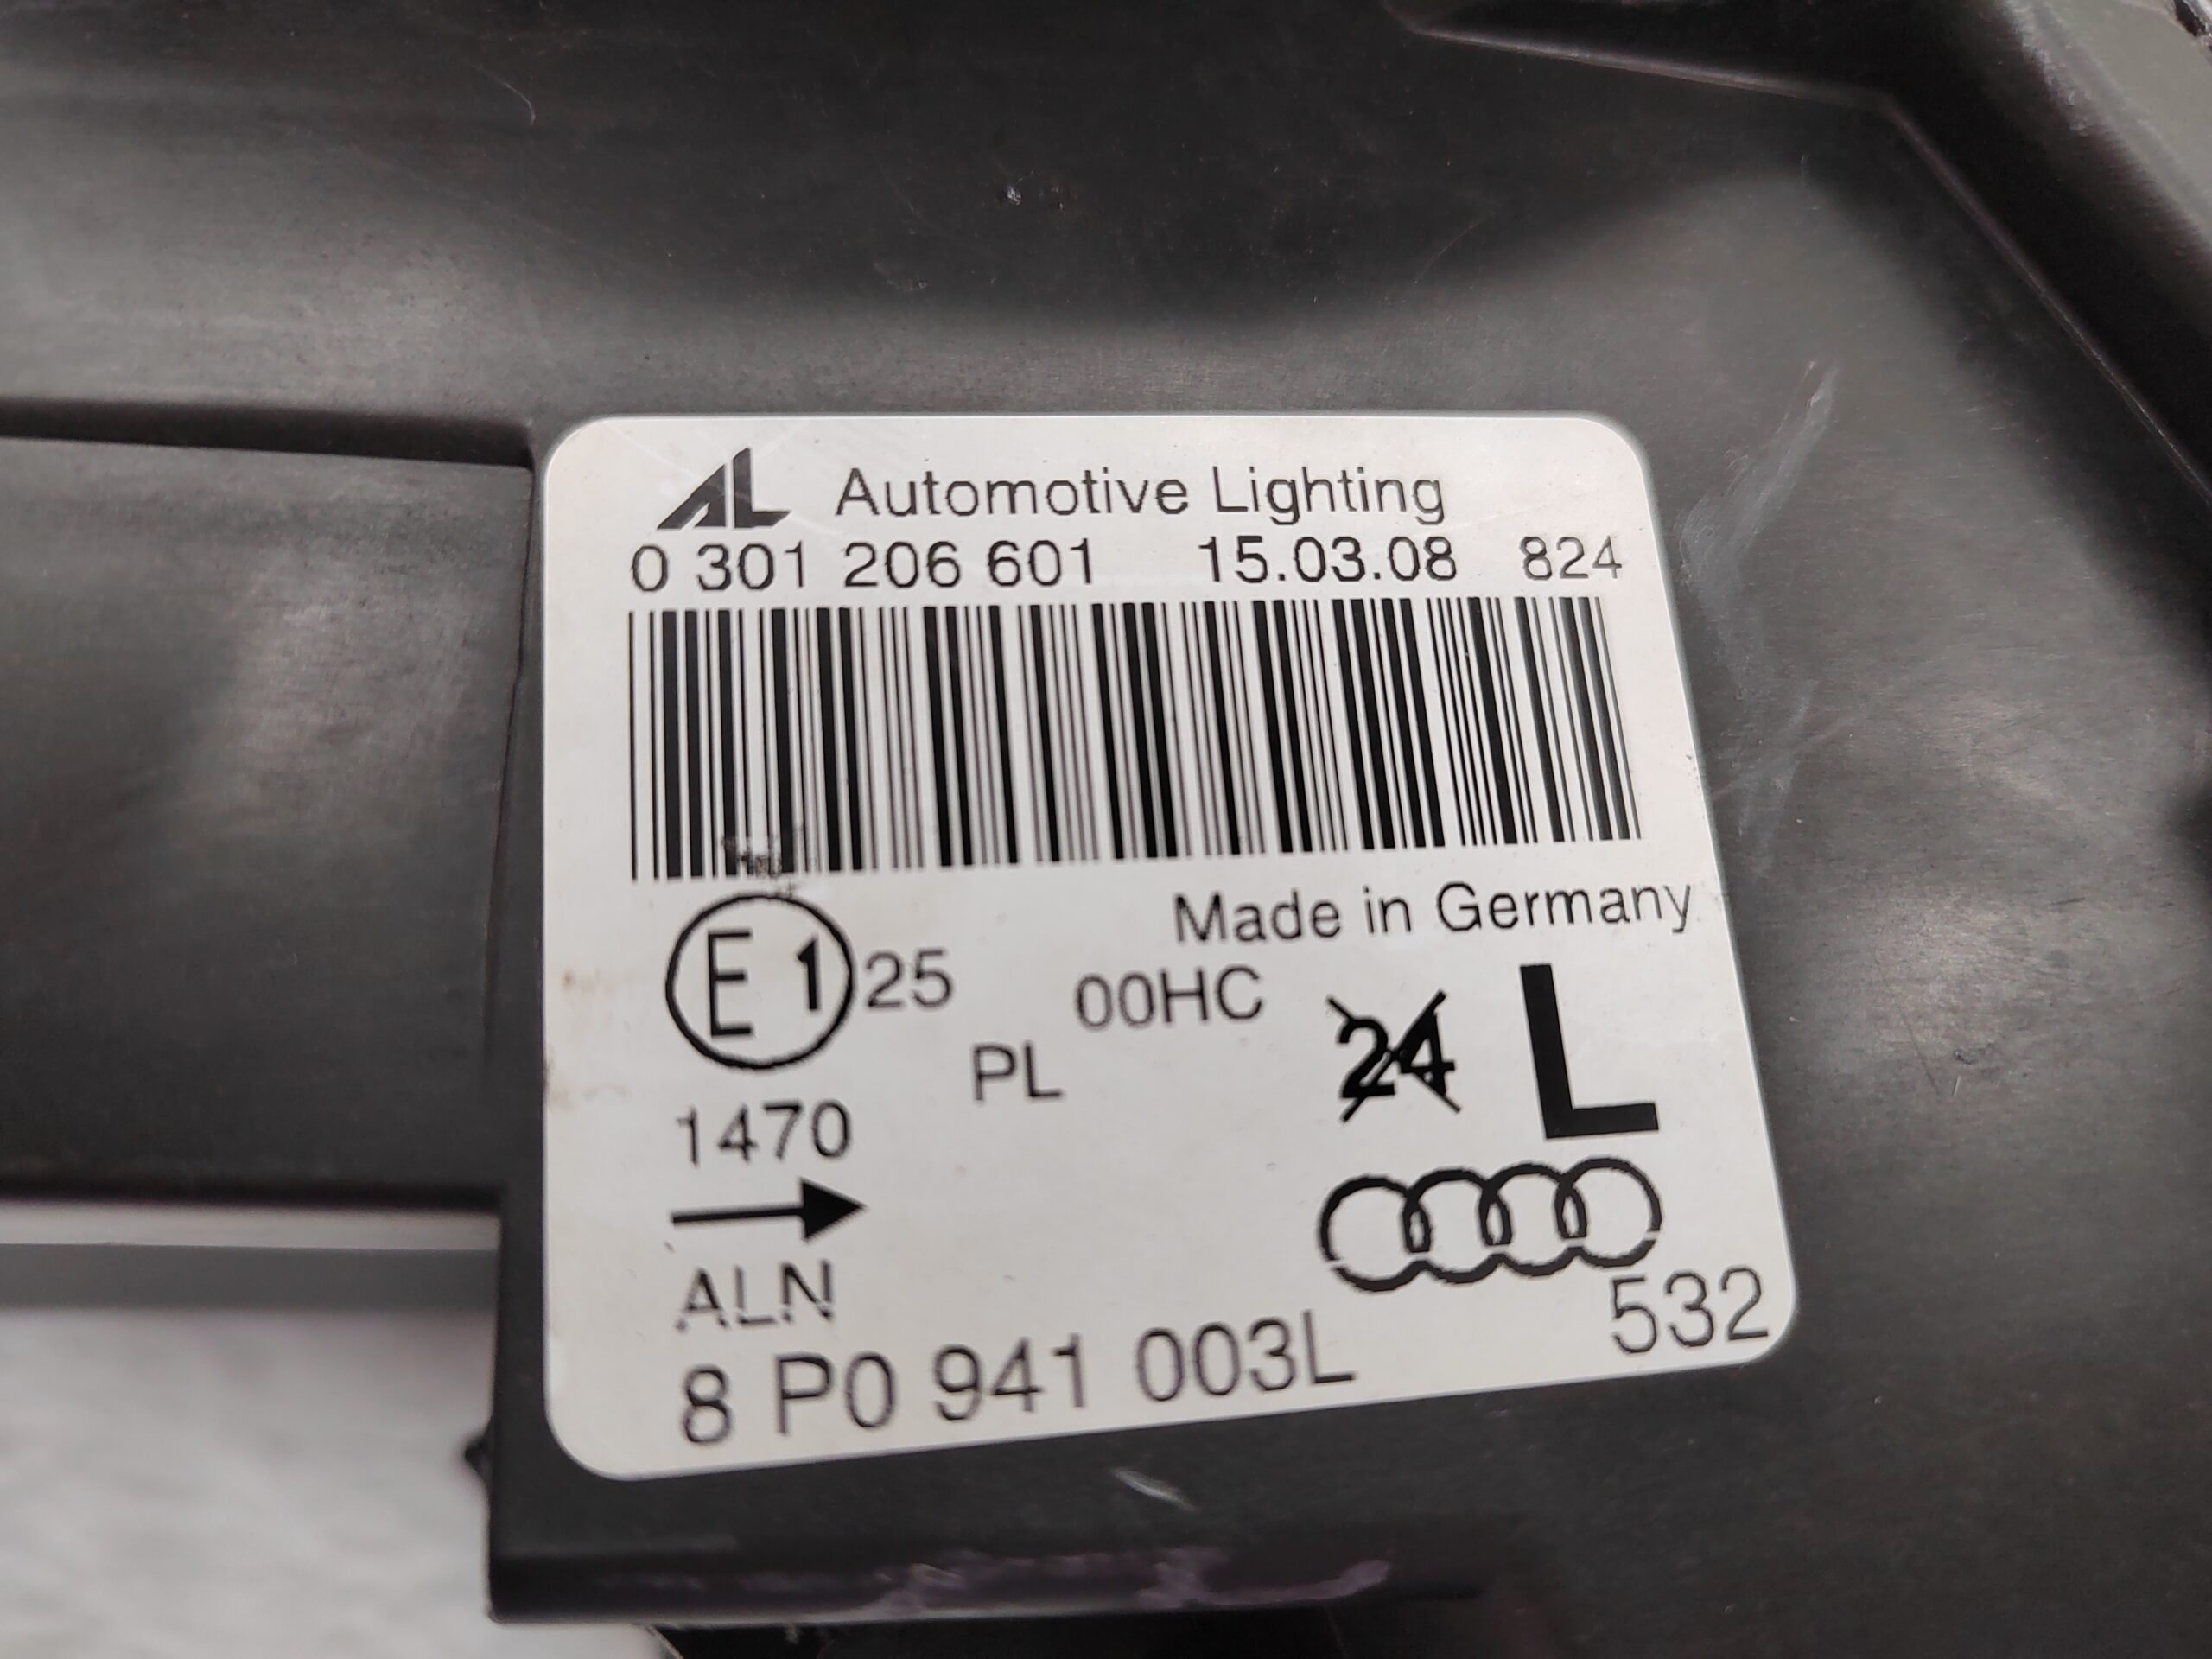 AL Automotive Lighting
0 301 206 601 15.03.08 824
Made in Germany
E1 25 00HC 24 L
PL
1470
ALN
532
8 P0 941 003L